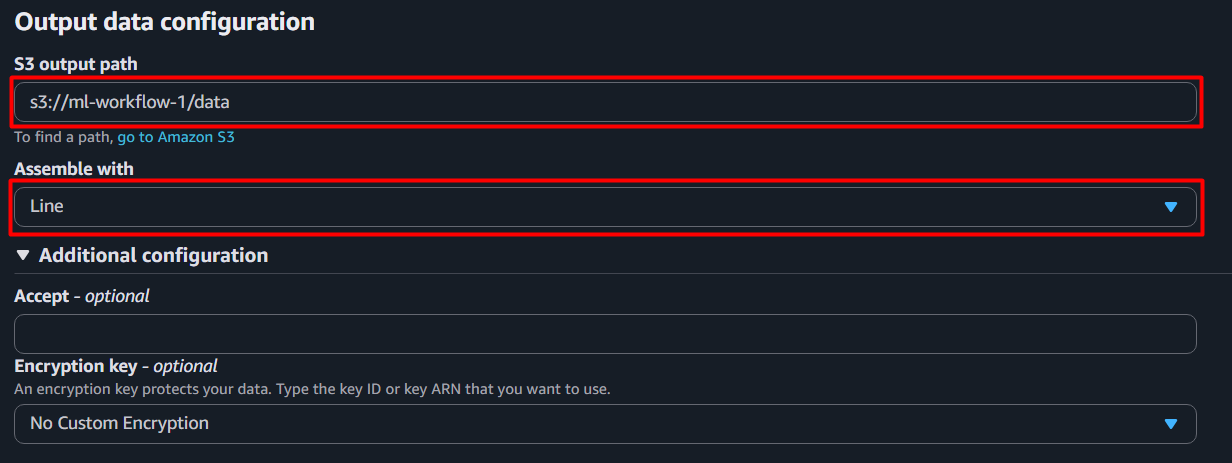 Output data configuration
S3 output path
s3://ml-workflow-1/data
To find a path, go to Amazon S3
Assemble with
Line
Additional configuration
Accept - optional
Encryption key - optional
An encryption key protects your data. Type the key ID or key ARN that you want to use.
No Custom Encryption